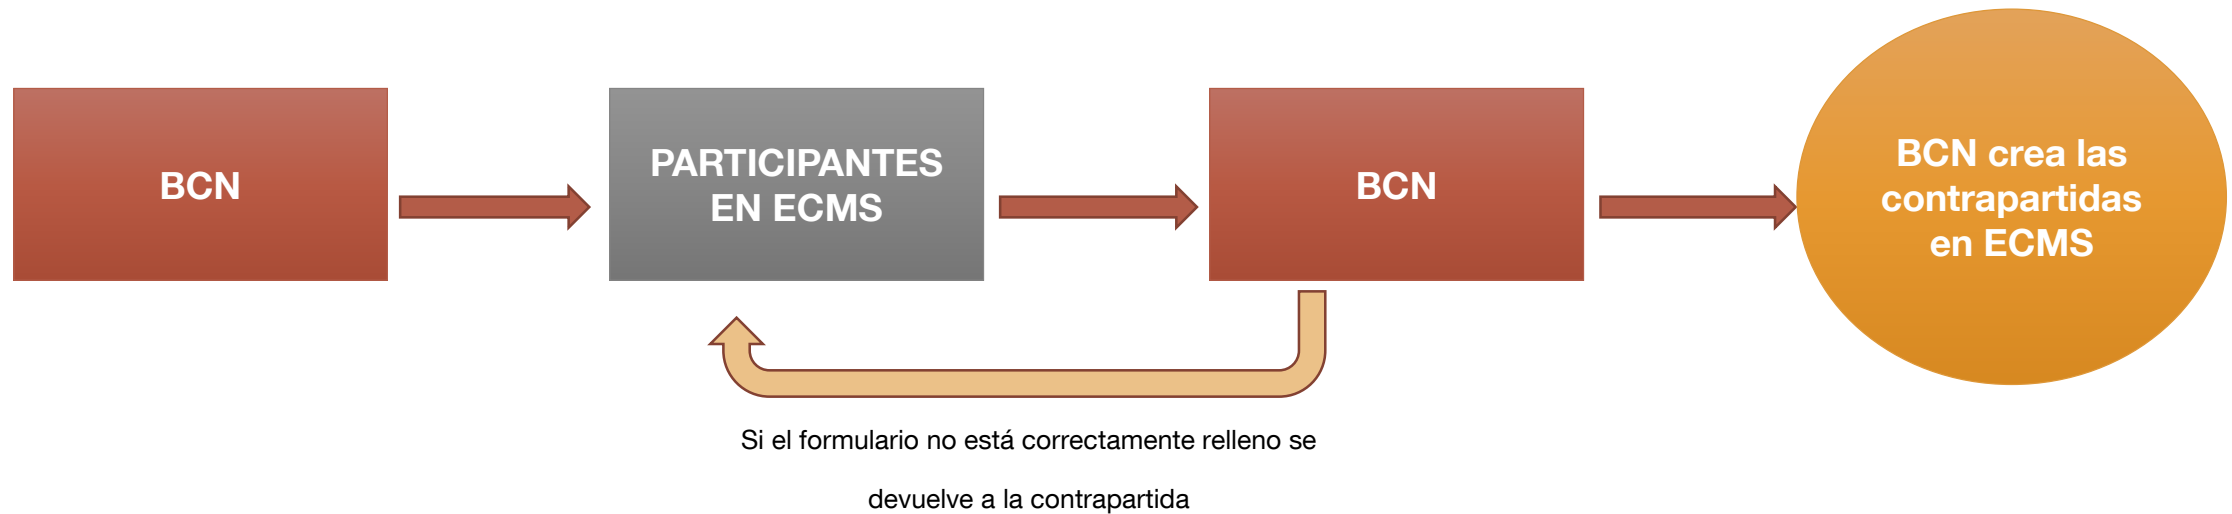 BCN
PARTICIPANTES
EN ECMS
BCN
BCN crea las
contrapartidas
en ECMS
Si el formulario no está correctamente relleno se
devuelve a la contrapartida